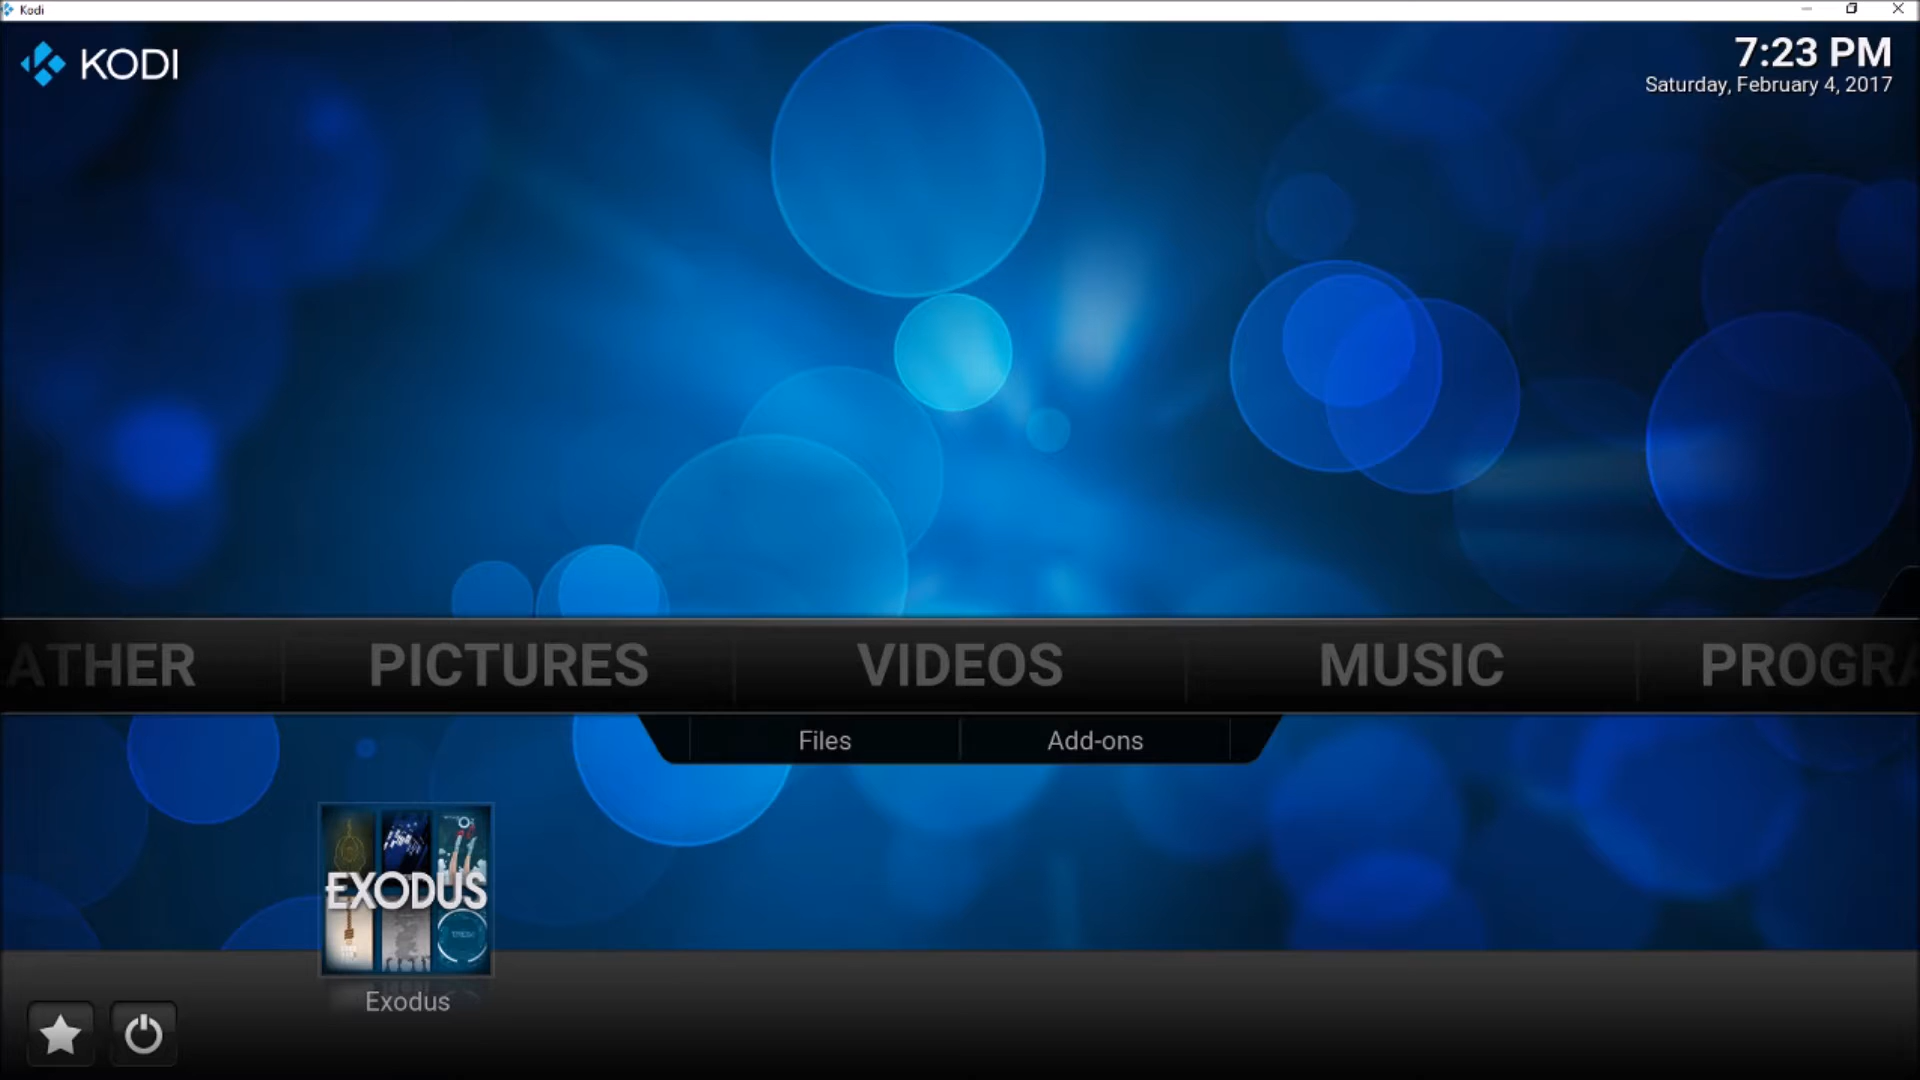 Kodi
KODI
7:23 PM
Saturday, February 4, 2017
ATHER PICTURES VIDEOS MUSIC PROGRA
Files Add-ons
EXODUS
Exodus